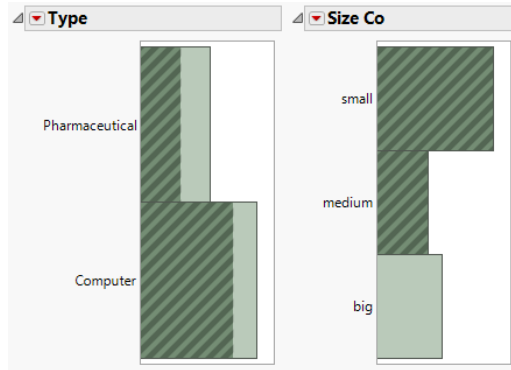 Type
Pharmaceutical
Computer
Size Co
small
medium
big